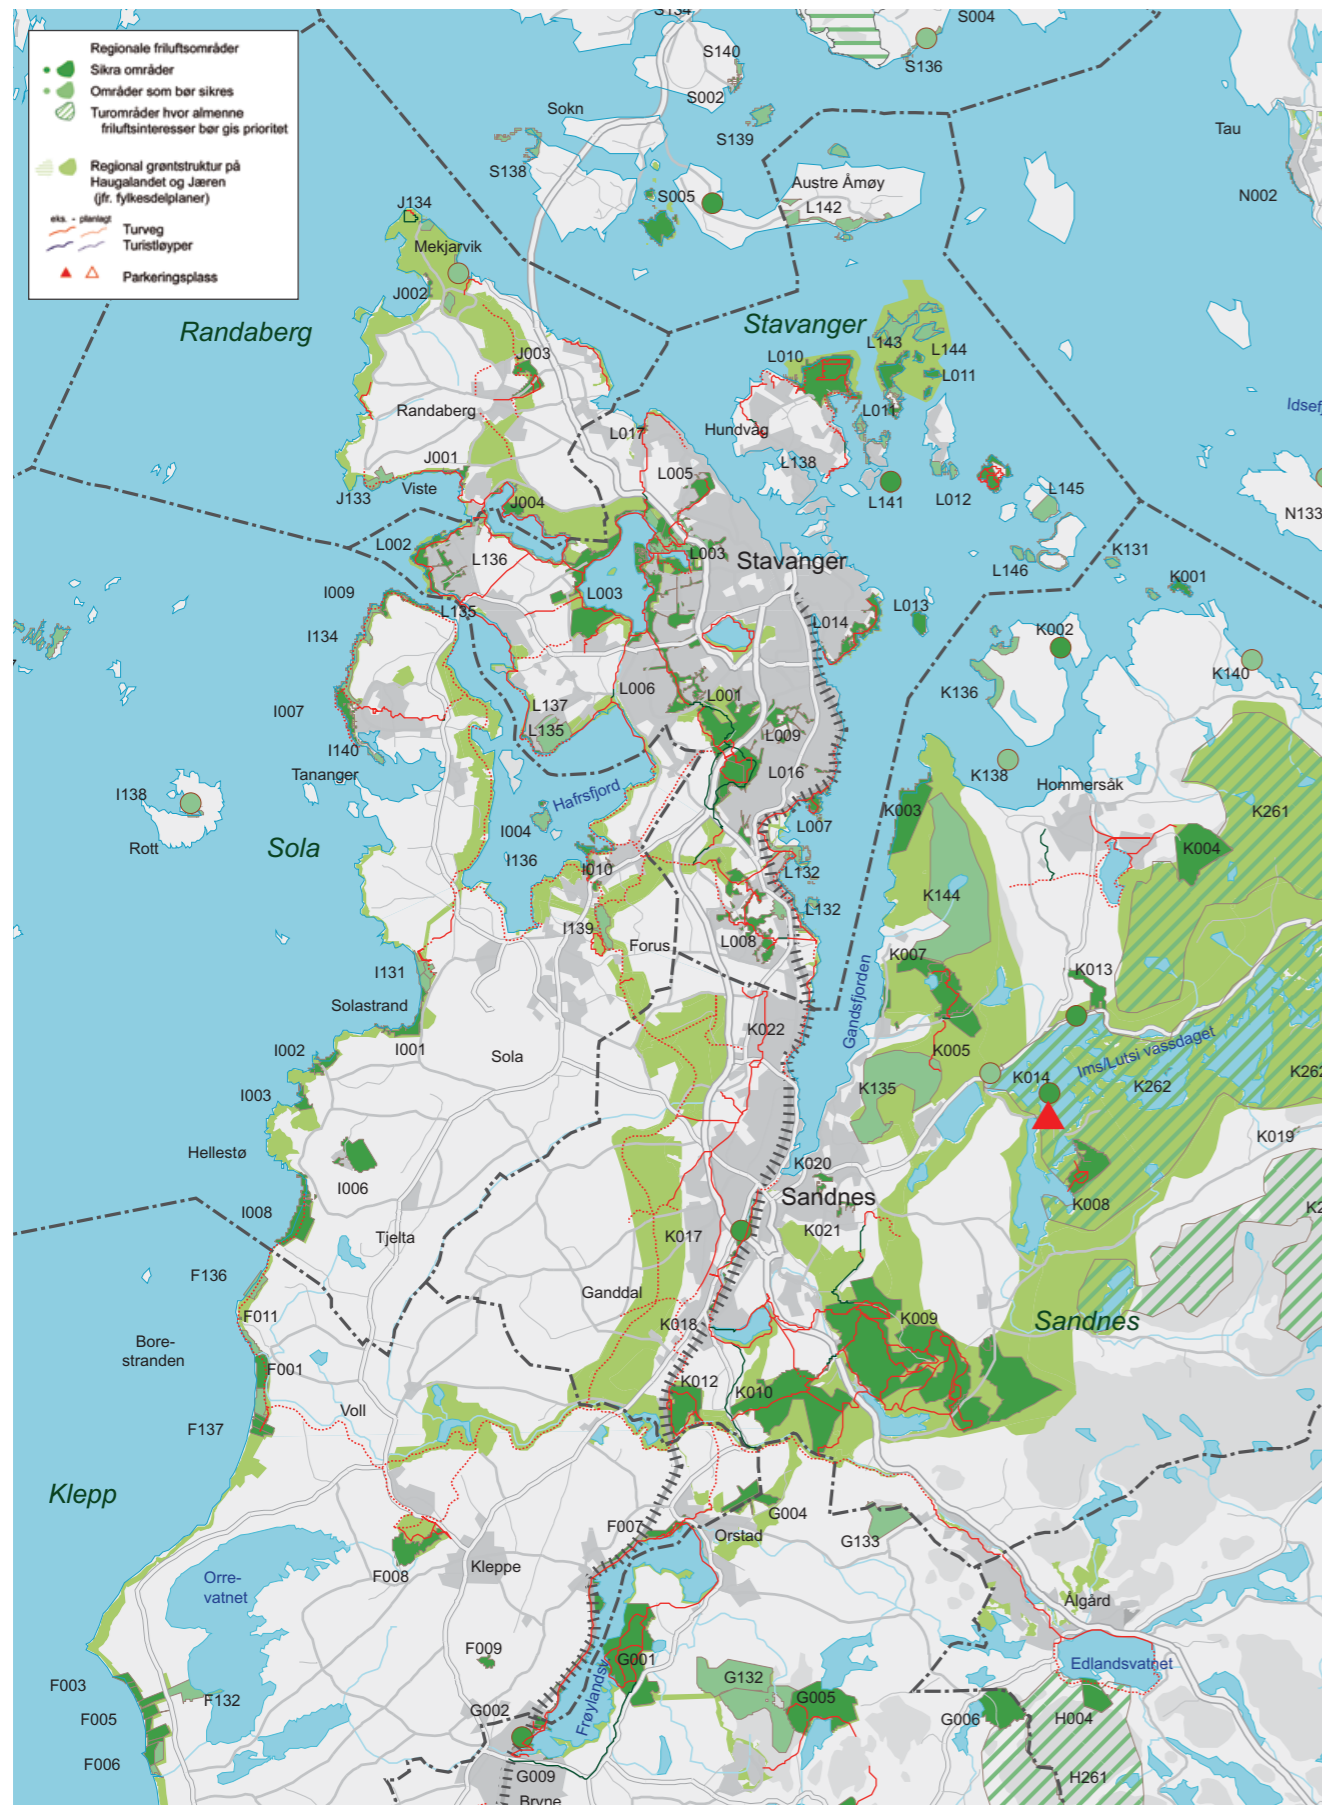 Regionale friluftsområder
Sikra områder
Områder som bør sikres
Turområder hvor almenne
friluftsinteresser bør gis prioritet
Regional grøntstruktur på
Haugalandet og Jæren
(jfr. fylkesdelplaner)
eks. - planlagt
Turveg
Turistløyper
Parkeringsplass
S134
S004
S140
S136
S002
Sokn
S139
Tau
S138
Austre Åmøy
S005
L142
N002
J134
Mekjarvik
J002
Randaberg
Stavanger
L143
L144
J003
L010
L011
Idsefj
Randaberg
L011
Hundvåg
L017
L138
J001
L005
J133
Viste
L141
L012
L145
J004
N133
L002
L136
L003
Stavanger
K131
L146
K001
I009
L003
L135
L013
I134
L014
K002
K140
L006
L001
K136
I007
L137
L135
L009
I140
Tananger
L016
K138
Hommersåk
I138
Hafrsfjord
K003
K261
I004
L007
Rott
Sola
K004
I136
I010
L132
K144
L132
I139
Forus
L008
K007
I131
K013
Solastrand
Gandsfjorden
K022
I001
I002
Sola
K005
Ims/Lutsi vassdaget
K014
K262
K262
K135
I003
Hellestø
K020
K019
I006
Sandnes
K008
I008
Tjelta
K017
K021
K2
F136
Ganddal
F011
K018
K009
Sandnes
Bore-
stranden
F001
K012
K010
Voll
F137
Klepp
G004
F007
Orstad
G133
Orre-
vatnet
F008
Kleppe
Ålgård
F009
G001
Edlandsvatnet
F003
F132
G132
Frøylandsv.
G005
F005
G002
G006
H004
F006
G009
H261
Bryne